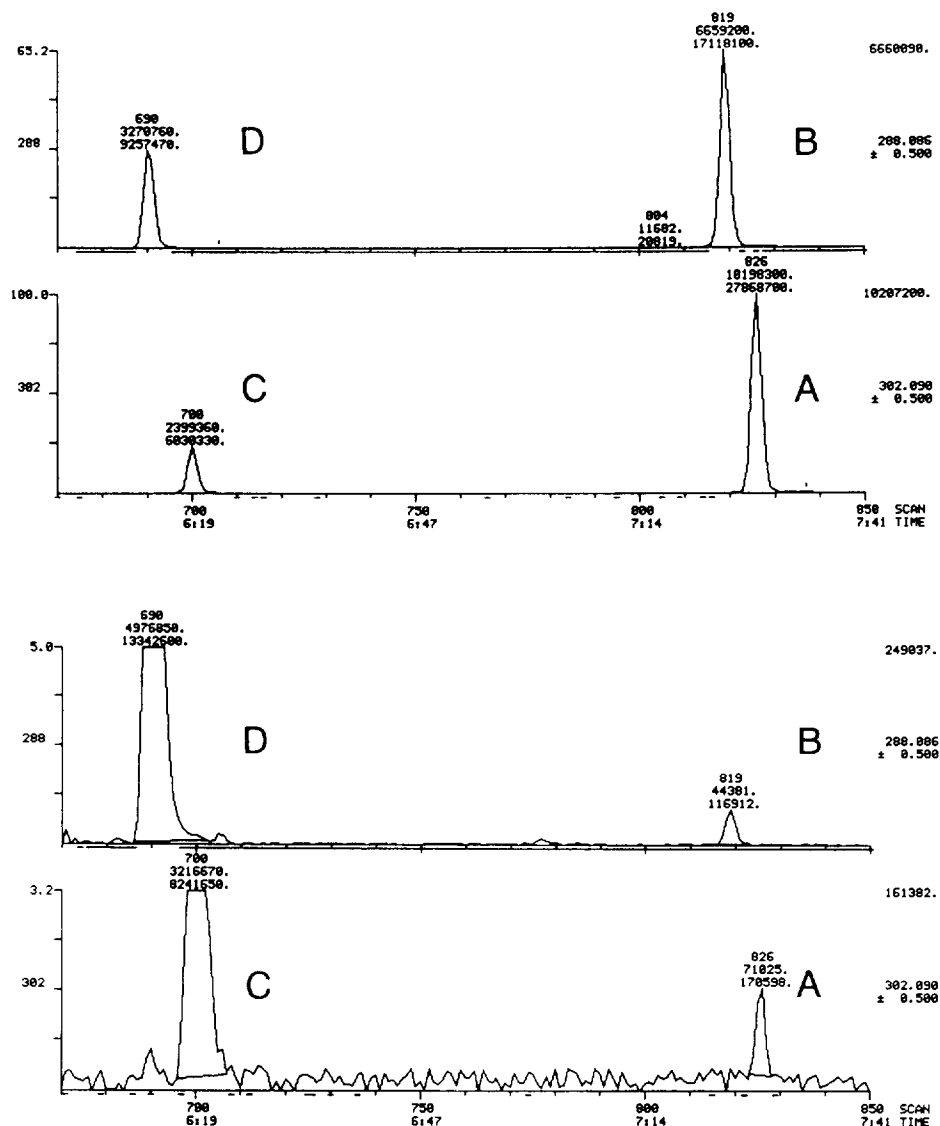 819
65.2 6659200. 6660090.
17118100.
690
3270760. D B
288 9257470. 288.086
± 0.500
804
11682.
20819.
826
100.0 10198300. 10207200.
27868700.
C A
302 700 302.090
2399360. ± 0.500
6030330.
700 750 800 850 SCAN
6:19 6:47 7:14 7:41 TIME
690
4976850.
5.0 13342600. 249037.
288 D B 288.086
± 0.500
819
44381.
116912.
700
3216670.
3.2 8241650. 161382.
826
302 C 71025. A 302.090
170598. ± 0.500
700 750 800 850 SCAN
6:19 6:47 7:14 7:41 TIME